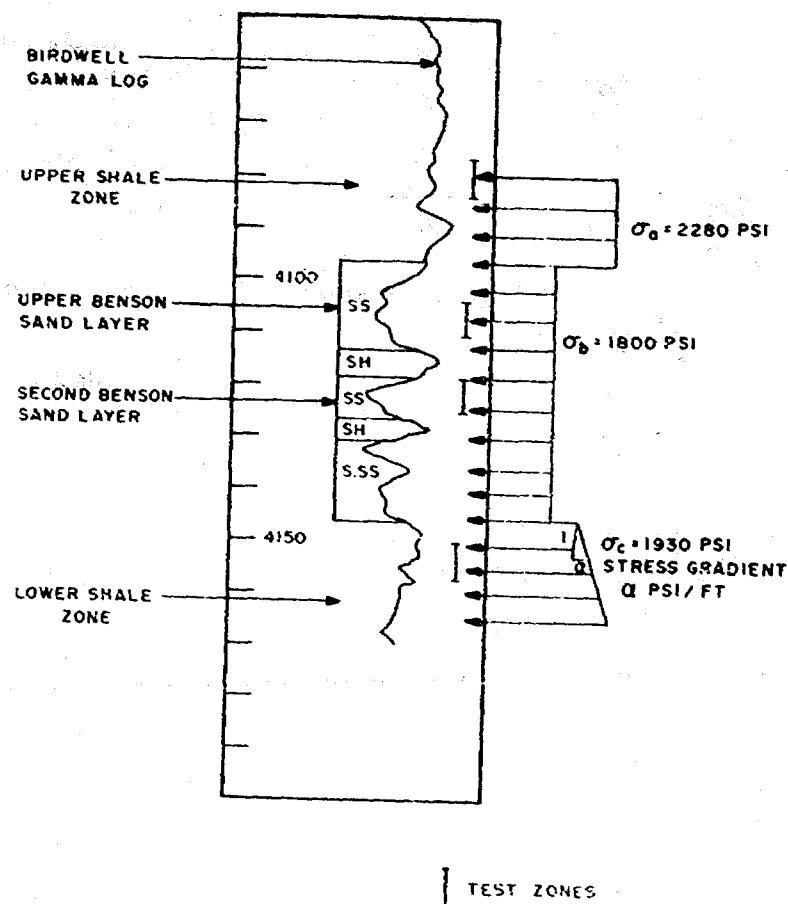 BIRDWELL
GAMMA LOG
UPPER SHALE
ZONE
σa = 2280 PSI
4100
UPPER BENSON
SAND LAYER
SS
σb = 1800 PSI
SH
SECOND BENSON
SAND LAYER
SS
SH
S.SS
4150
1
α
σc = 1930 PSI
STRESS GRADIENT
α PSI/FT
LOWER SHALE
ZONE
TEST ZONES